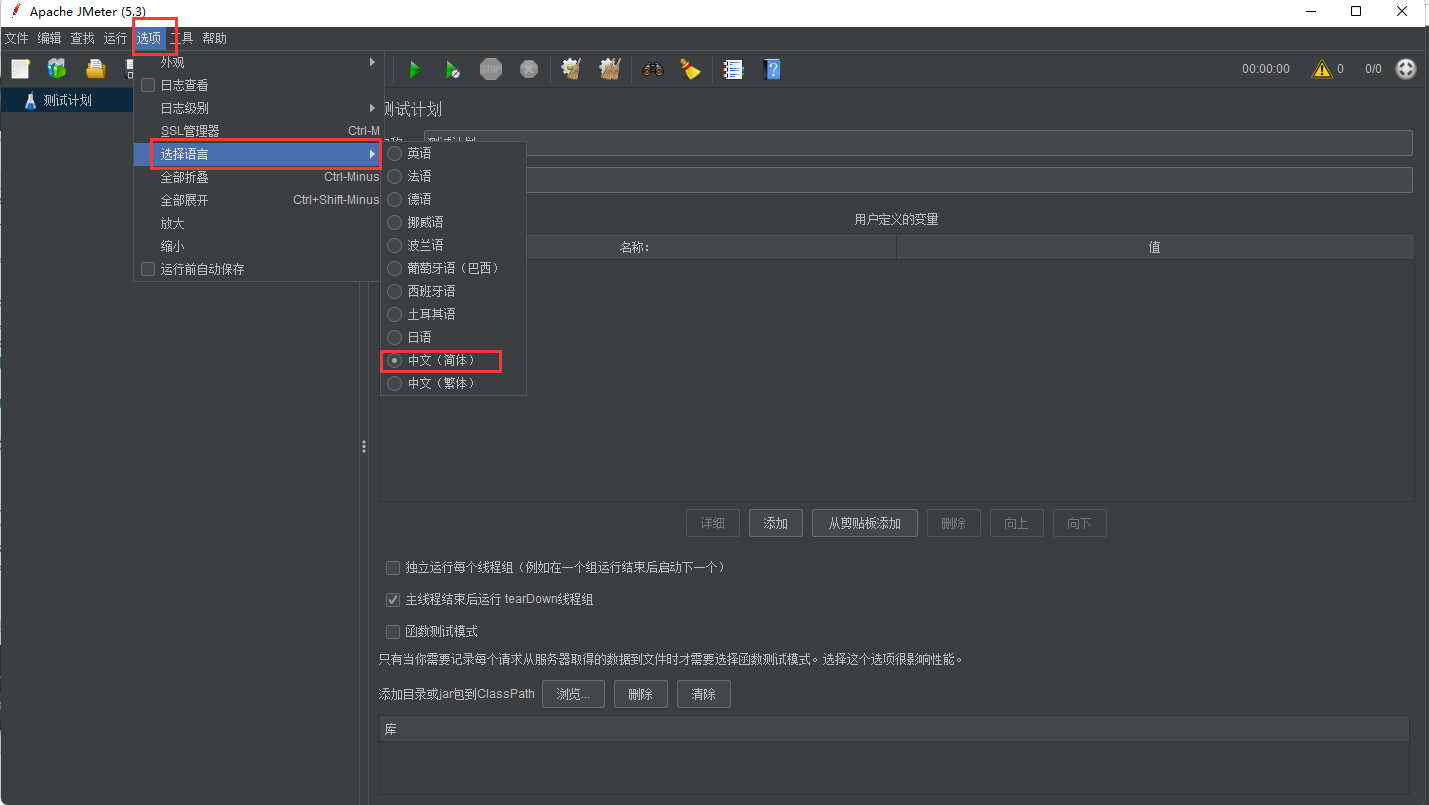 Apache JMeter (5.3)
文件 编辑 查找 运行 选项 工具 帮助
STOP
00:00:00 0 0/0
测试计划
外观
日志查看
日志级别
SSL管理器 Ctrl-M
选择语言
全部折叠 Ctrl-Minus
全部展开 Ctrl+Shift-Minus
放大
缩小
运行前自动保存
英语
法语
德语
挪威语
波兰语
葡萄牙语（巴西）
西班牙语
土耳其语
日语
中文（简体）
中文（繁体）
测试计划
测试计划
用户定义的变量
名称: 值
详细 添加 从剪贴板添加 删除 向上 向下
独立运行每个线程组（例如在一个组运行结束后启动下一个）
主线程结束后运行 tearDown线程组
函数测试模式
只有当你需要记录每个请求从服务器取得的数据到文件时才需要选择函数测试模式。选择这个选项很影响性能。
添加目录或jar包到ClassPath 浏览... 删除 清除
库